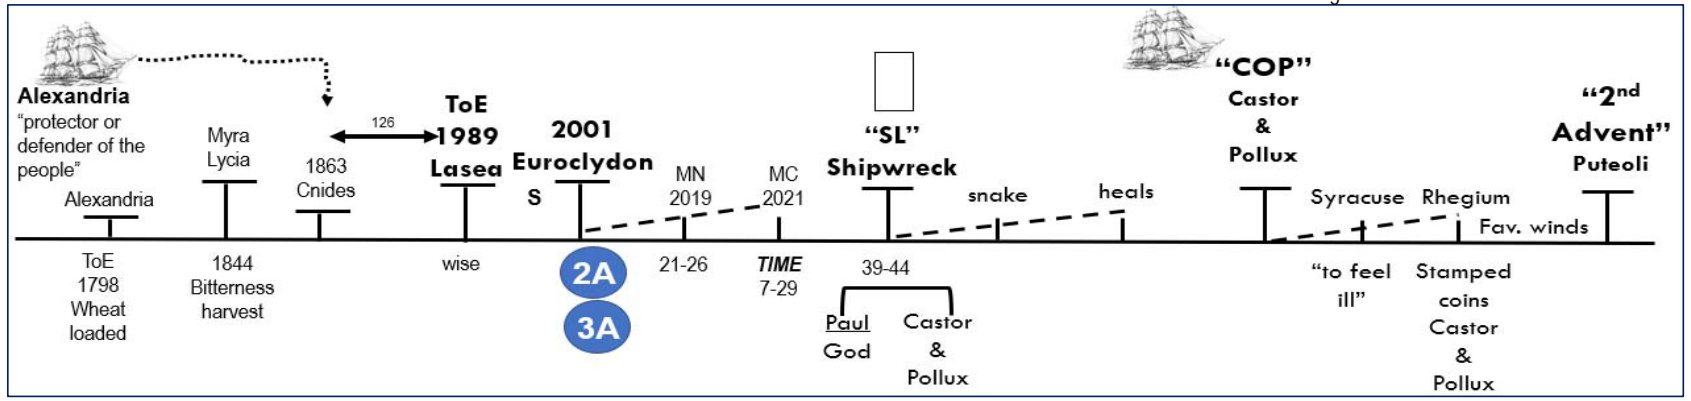 Alexandria
"protector or
defender of the
people"
Alexandria
ToE
1798
Wheat
loaded
Myra
Lycia
1844
Bitterness
harvest
1863
Cnides
126
ToE
1989
Lasea
wise
2001
Euroclydon
S
2A
3A
MN
2019
21-26
MC
2021
TIME
7-29
"SL"
Shipwreck
39-44
Paul
God
Castor
&
Pollux
snake
heals
"COP"
Castor
&
Pollux
Syracuse
"to feel
ill"
Rhegium
Stamped
coins
Castor
&
Pollux
Fav. winds
"2nd
Advent"
Puteoli